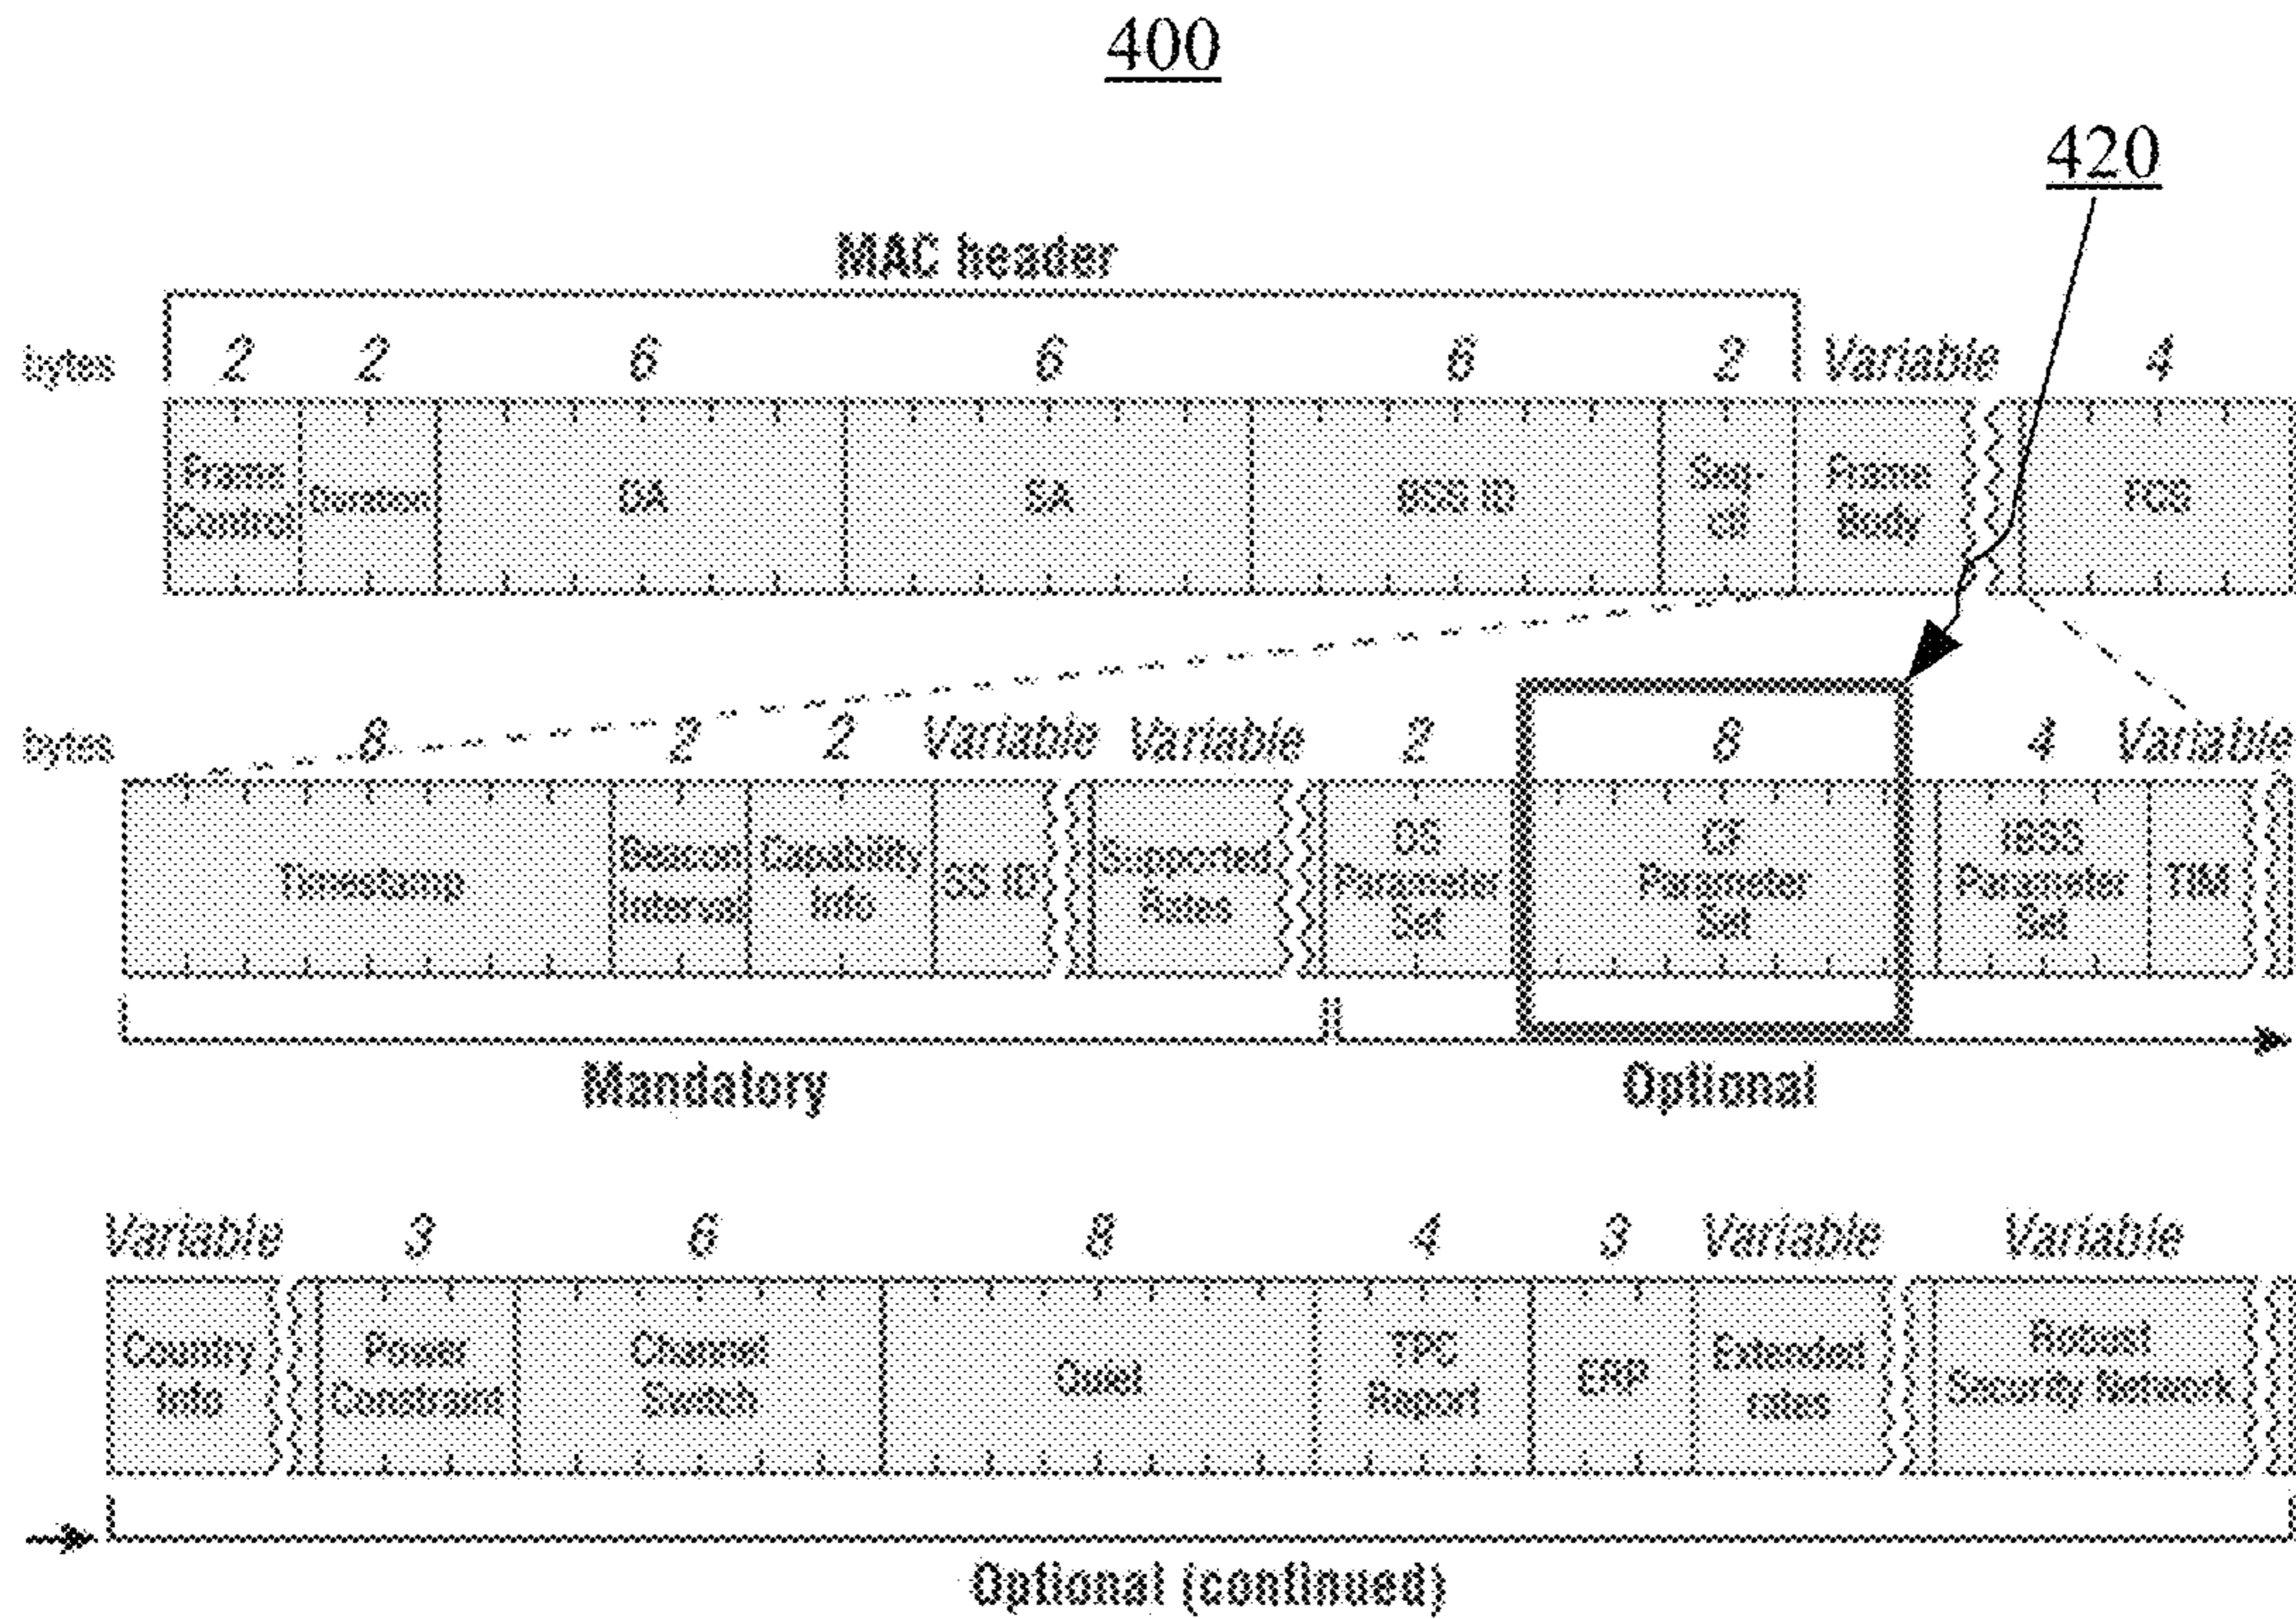 400
420
MAC header
bytes 2 2 6 6 6 2 Variable 4
Frame Control Duration DA SA BSS ID Seq-ctl Frame Body FCS
bytes 8 2 2 Variable Variable 2 8 4 Variable
Timestamp Beacon Interval Capability Info SS ID Supported Rates DS Parameter Set CF Parameter Set IBSS Parameter Set TIM
Mandatory Optional
Variable 3 6 8 4 3 Variable Variable
Country Info Power Constraint Channel Switch Quiet TPC Report ERP Extended rates Robust Security Network
Optional (continued)